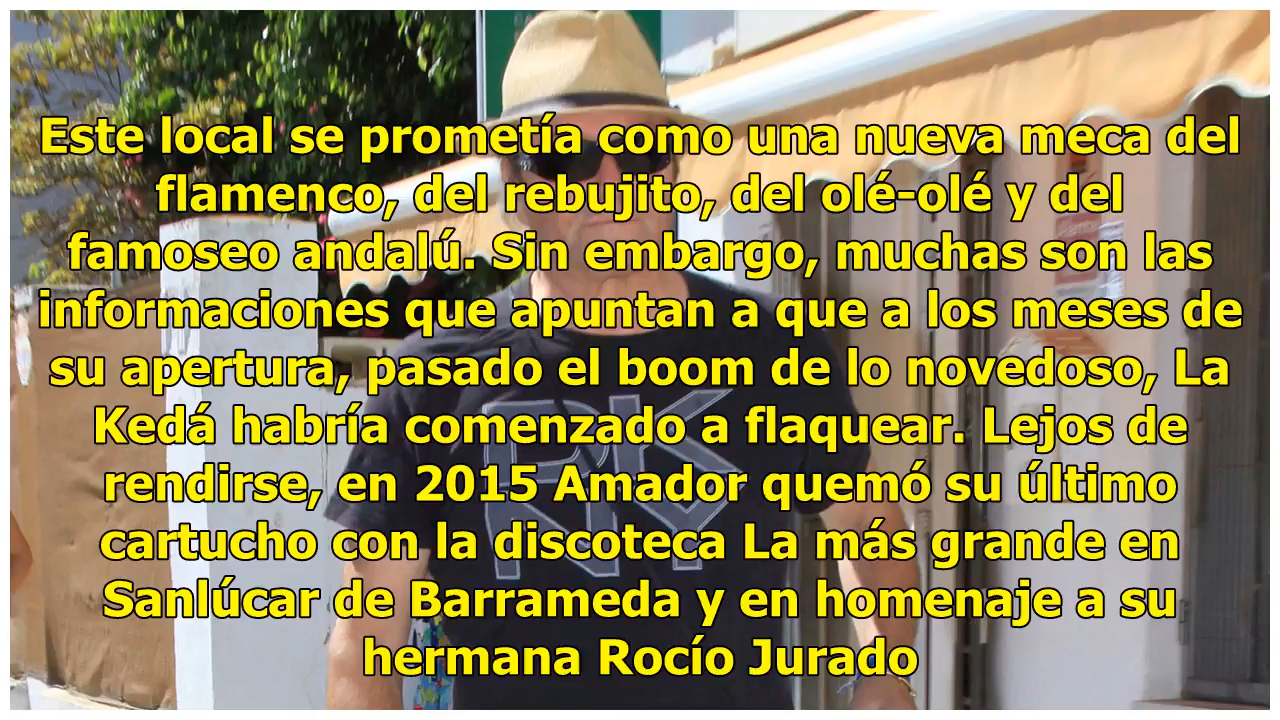 Este local se prometía como una nueva meca del
flamenco, del rebujito, del olé-olé y del
famoseo andalú. Sin embargo, muchas son las
informaciones que apuntan a que a los meses de
su apertura, pasado el boom de lo novedoso, La
Kedá habría comenzado a flaquear. Lejos de
rendirse, en 2015 Amador quemó su último
cartucho con la discoteca La más grande en
Sanlúcar de Barrameda y en homenaje a su
hermana Rocío Jurado